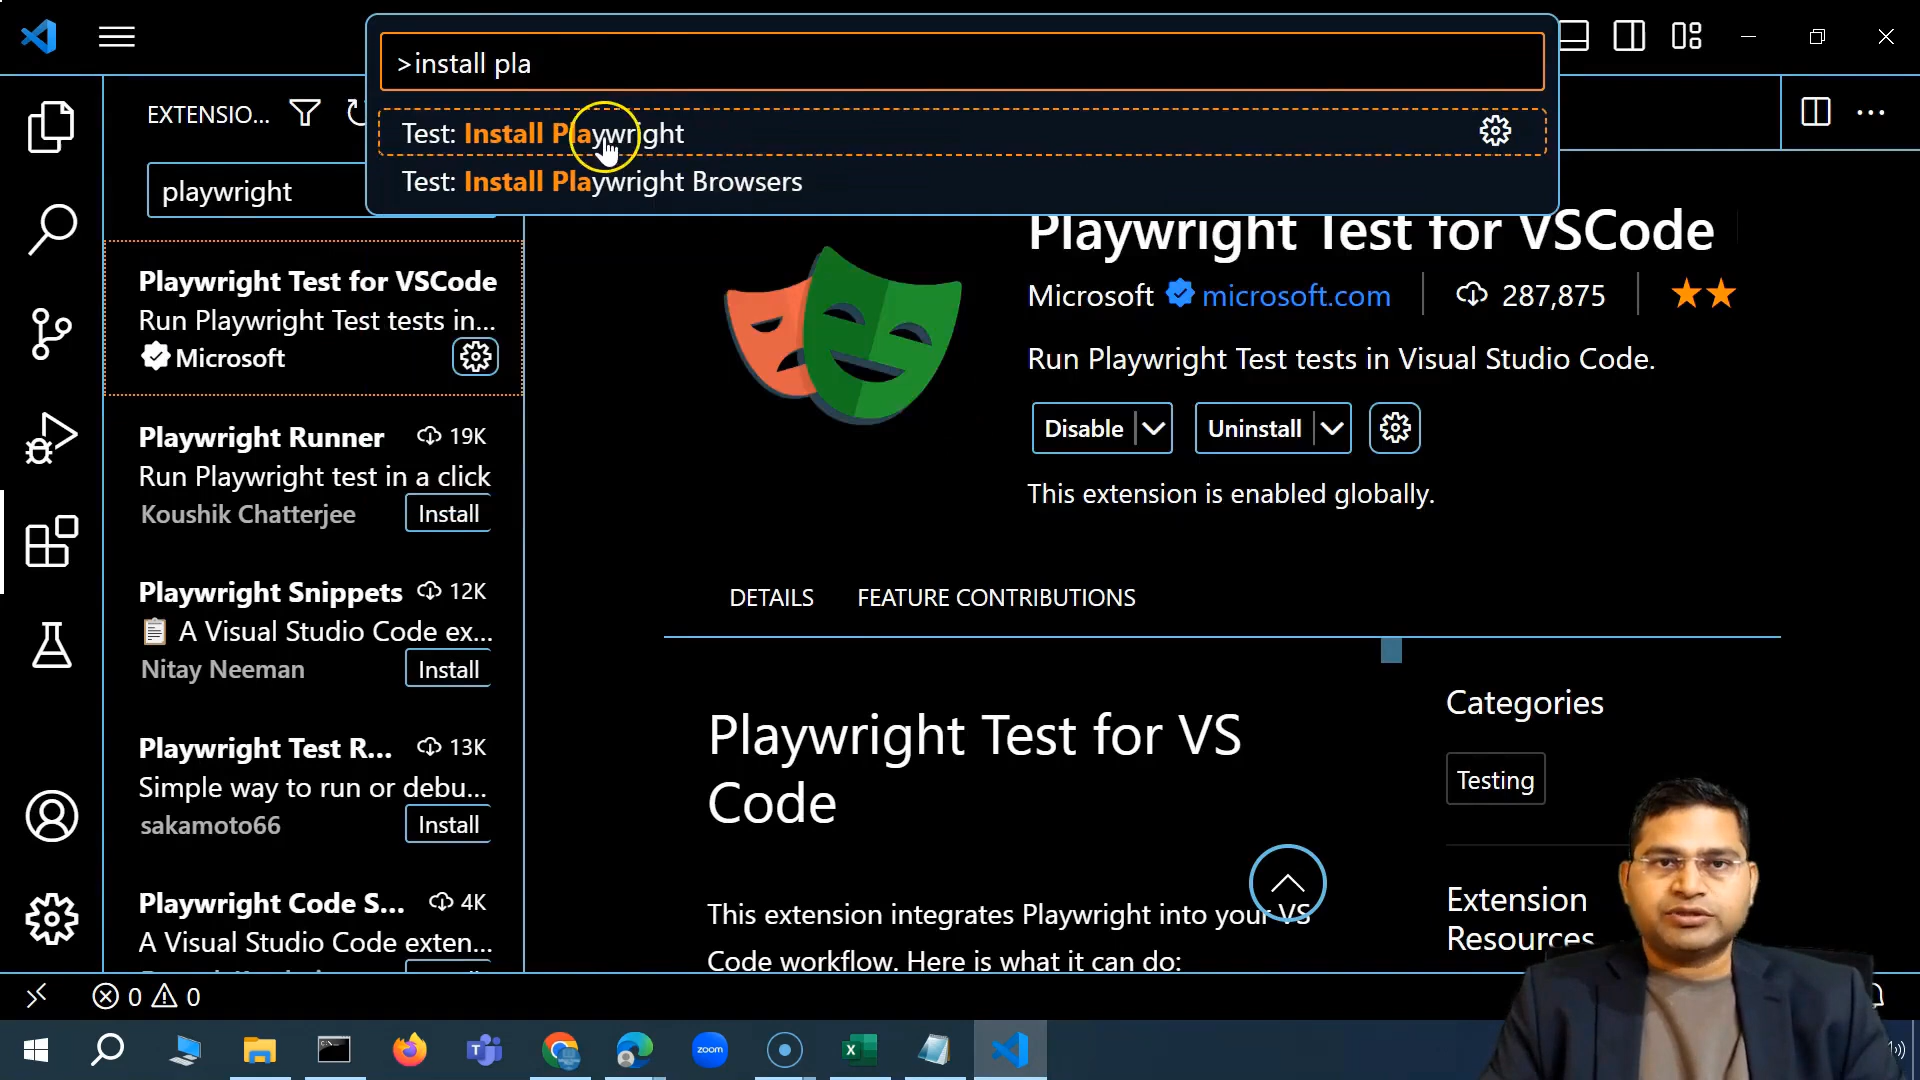 >install pla
Test: Install Playwright
Test: Install Playwright Browsers
EXTENSIO...
playwright
Playwright Test for VSCode
Run Playwright Test tests in...
Microsoft
Playwright Runner 19K
Run Playwright test in a click
Koushik Chatterjee Install
Playwright Snippets 12K
A Visual Studio Code ex...
Nitay Neeman Install
Playwright Test R... 13K
Simple way to run or debu...
sakamoto66 Install
Playwright Code S... 4K
A Visual Studio Code exten...
Playwright Test for VSCode
Microsoft microsoft.com 287,875
Run Playwright Test tests in Visual Studio Code.
Disable Uninstall
This extension is enabled globally.
DETAILS FEATURE CONTRIBUTIONS
Playwright Test for VS
Code
This extension integrates Playwright into your VS
Code workflow. Here is what it can do:
Categories
Testing
Extension
Resources
0 0
zoom